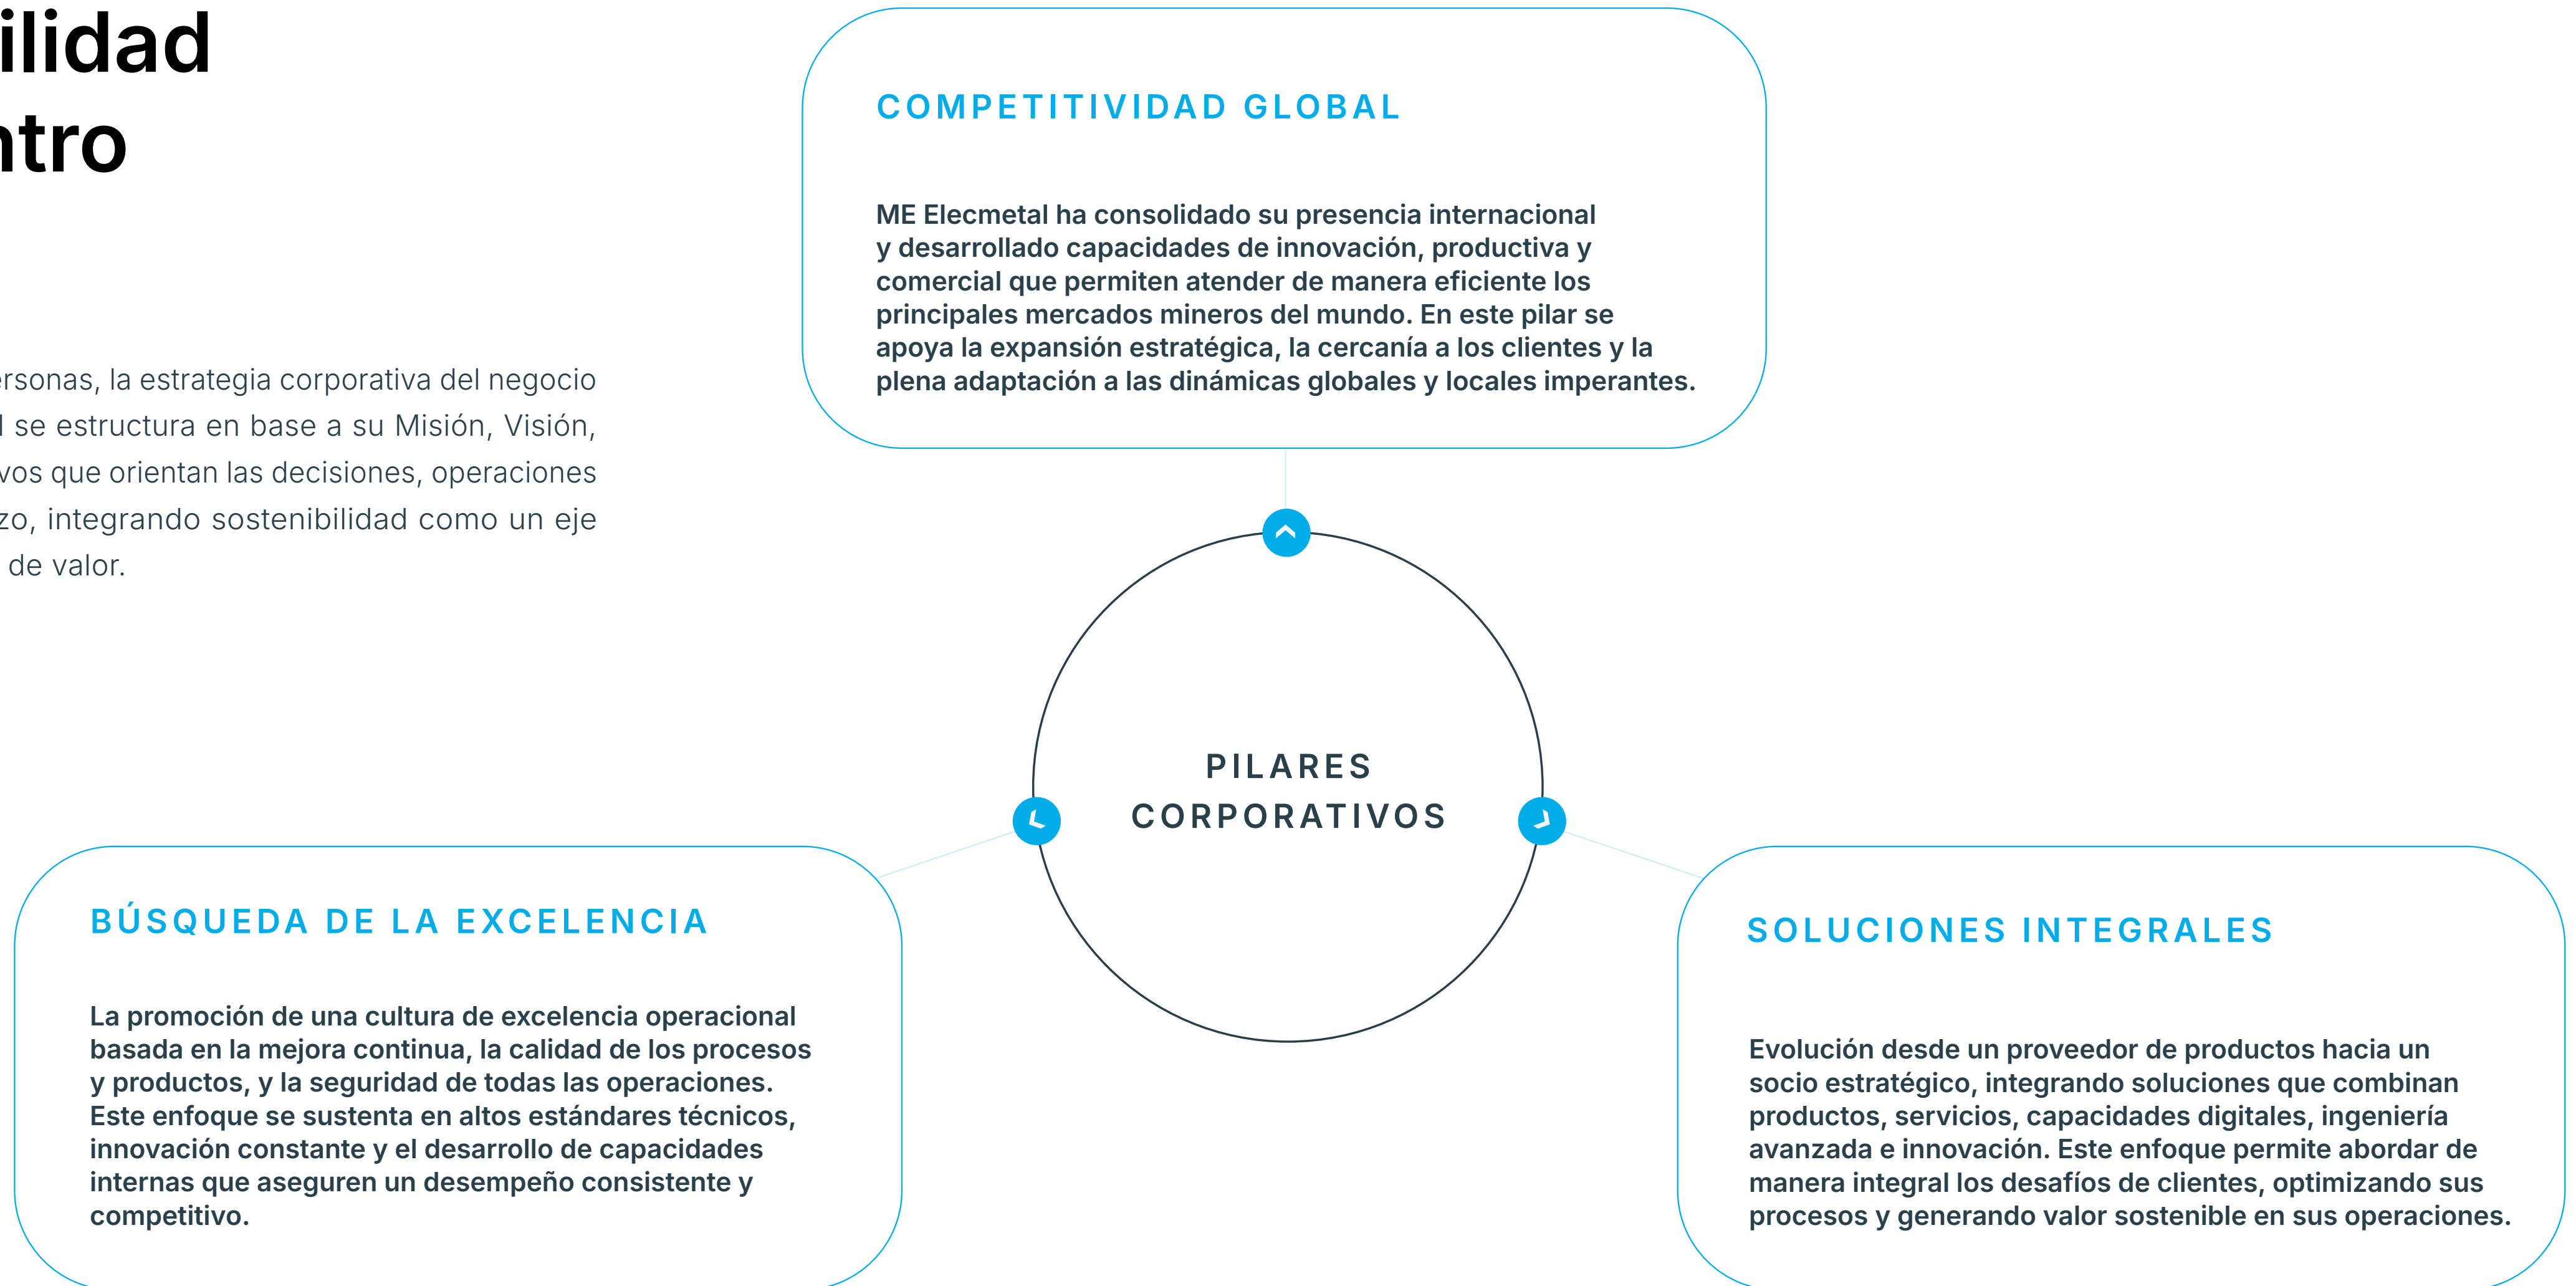 ilidad
ntro
ersonas, la estrategia corporativa del negocio
l se estructura en base a su Misión, Visión,
vos que orientan las decisiones, operaciones
zo, integrando sostenibilidad como un eje
de valor.
COMPETITIVIDAD GLOBAL
ME Elecmetal ha consolidado su presencia internacional
y desarrollado capacidades de innovación, productiva y
comercial que permiten atender de manera eficiente los
principales mercados mineros del mundo. En este pilar se
apoya la expansión estratégica, la cercanía a los clientes y la
plena adaptación a las dinámicas globales y locales imperantes.
PILARES
CORPORATIVOS
BÚSQUEDA DE LA EXCELENCIA
La promoción de una cultura de excelencia operacional
basada en la mejora continua, la calidad de los procesos
y productos, y la seguridad de todas las operaciones.
Este enfoque se sustenta en altos estándares técnicos,
innovación constante y el desarrollo de capacidades
internas que aseguren un desempeño consistente y
competitivo.
SOLUCIONES INTEGRALES
Evolución desde un proveedor de productos hacia un
socio estratégico, integrando soluciones que combinan
productos, servicios, capacidades digitales, ingeniería
avanzada e innovación. Este enfoque permite abordar de
manera integral los desafíos de clientes, optimizando sus
procesos y generando valor sostenible en sus operaciones.